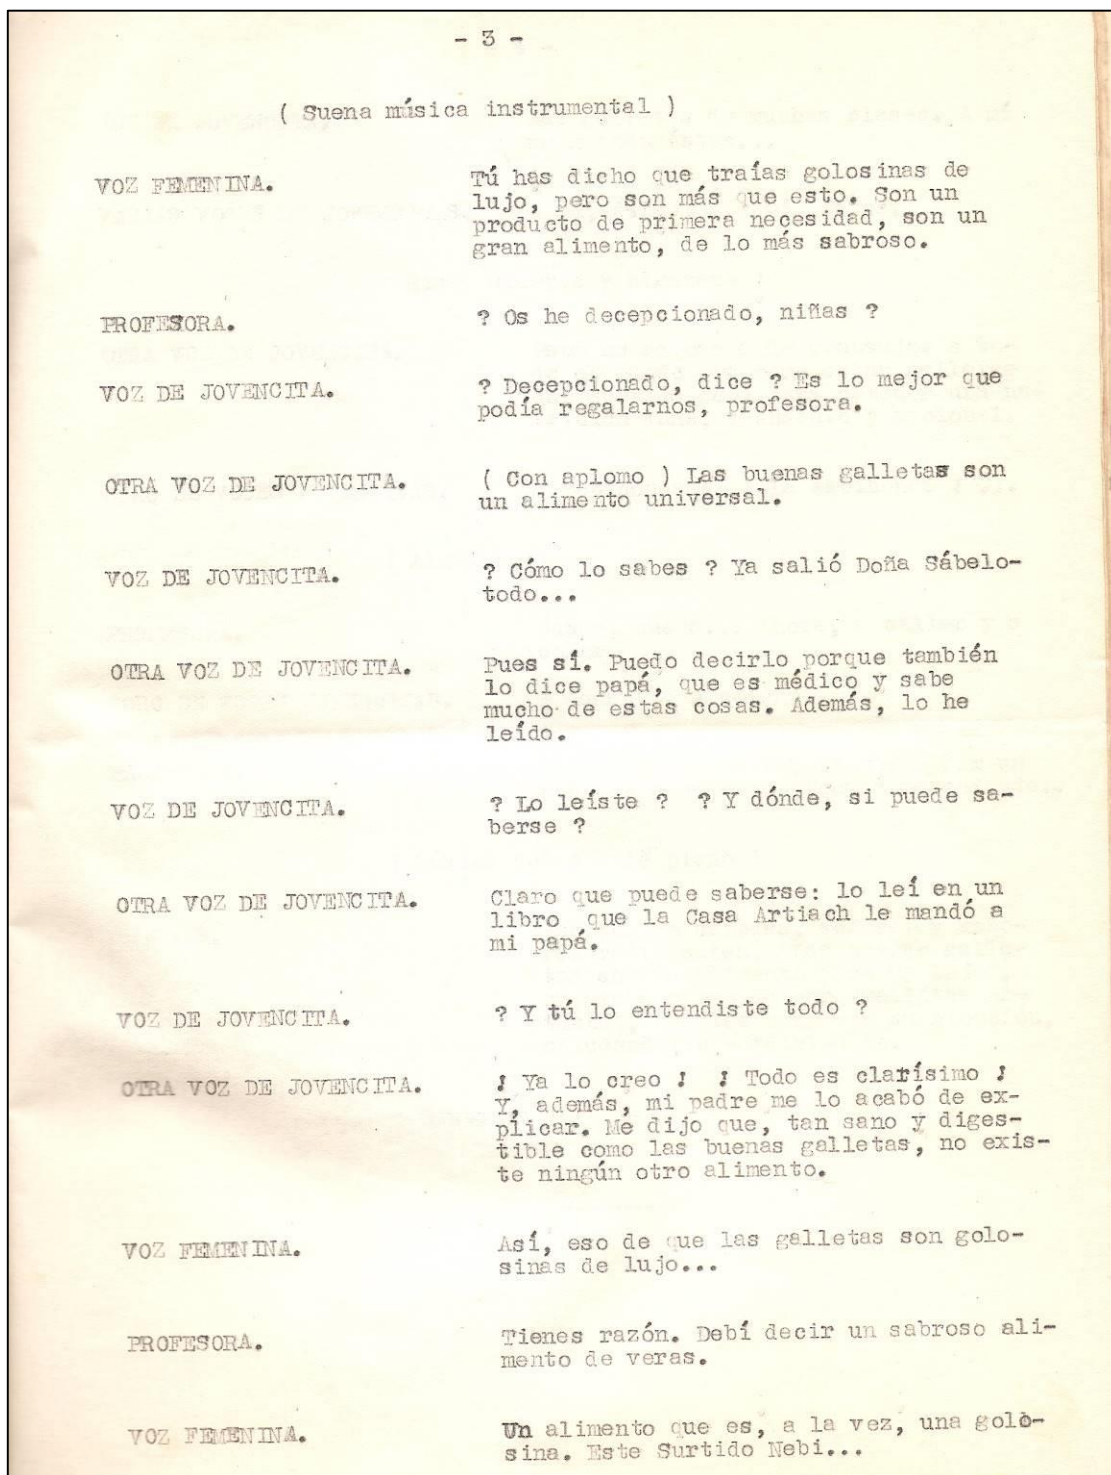 - 3 -
( Suena música instrumental )
VOZ FEMENINA. Tú has dicho que traías golosinas de
lujo, pero son más que esto. Son un
producto de primera necesidad, son un
gran alimento, de lo más sabroso.
PROFESORA. ? Os he decepcionado, niñas ?
VOZ DE JOVENCITA. ? Decepcionado, dice ? Es lo mejor que
podía regalarnos, profesora.
OTRA VOZ DE JOVENCITA. ( Con aplomo ) Las buenas galletas son
un alimento universal.
VOZ DE JOVENCITA. ? Cómo lo sabes ? Ya salió Doña Sábelo-
todo...
OTRA VOZ DE JOVENCITA. Pues sí. Puedo decirlo porque también
lo dice papá, que es médico y sabe
mucho de estas cosas. Además, lo he
leído.
VOZ DE JOVENCITA. ? Lo leíste ? ? Y dónde, si puede sa-
berse ?
OTRA VOZ DE JOVENCITA. Claro que puede saberse: lo leí en un
libro que la Casa Artiach le mandó a
mi papá.
VOZ DE JOVENCITA. ? Y tú lo entendiste todo ?
OTRA VOZ DE JOVENCITA. ! Ya lo creo ! ! Todo es clarísimo !
Y, además, mi padre me lo acabó de ex-
plicar. Me dijo que, tan sano y diges-
tible como las buenas galletas, no exis-
te ningún otro alimento.
VOZ FEMENINA. Así, eso de que las galletas son golo-
sinas de lujo...
PROFESORA. Tienes razón. Debí decir un sabroso ali-
mento de veras.
VOZ FEMENINA. Un alimento que es, a la vez, una golo-
sina. Este Surtido Nebi...